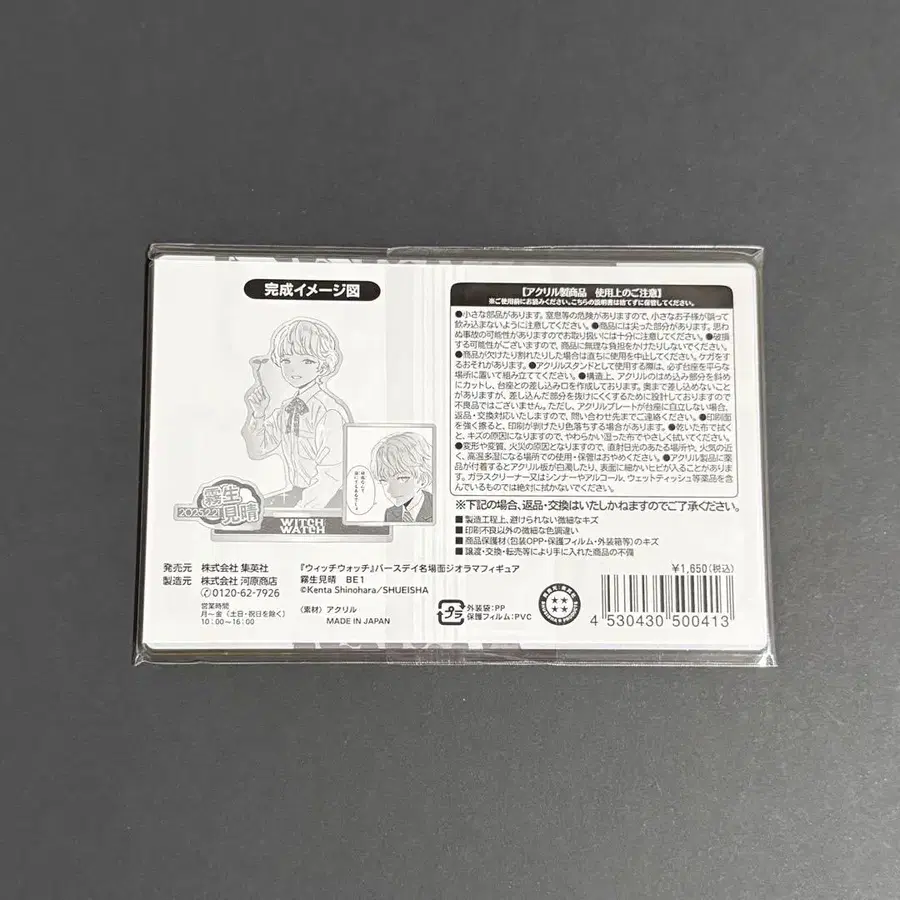 完成イメージ図
霧生
見晴
2025.2.21
WITCH
WATCH
発売元 株式会社 集英社
製造元 株式会社 河原商店
0120-62-7926
営業時間
月〜金(土日・祝日を除く)
10:00〜16:00
『ウィッチウォッチ』バースデイ名場面ジオラマフィギュア
霧生見晴 BE1
©Kenta Shinohara/SHUEISHA
(素材) アクリル
MADE IN JAPAN
【アクリル製商品 使用上のご注意】
※ご使用前にお読みください。こちらの説明書は捨てずに保管してください。
●小さな部品があります。窒息等の危険がありますので、小さなお子様が誤って
飲み込まないように注意してください。●商品には尖った部分があります。思わ
ぬ事故の可能性がありますのでお取り扱いには十分に注意してください。●破損
する可能性がございますので、商品に無理な負担をかけたりしないでください。
●商品が欠けたり割れたりした場合は直ちに使用を中止してください。ケガをす
るおそれがあります。●アクリルスタンドとして使用する際は、必ず台座を平らな
場所に置いて組み立ててください。●構造上、アクリルのはめ込み部分を斜め
にカットし、台座との差し込み口を作成しております。奥まで差し込めないこと
がありますが、差し込んだ部分を抜けにくくするために設計しておりますので
不良品ではございません。ただし、アクリルプレートが台座に自立しない場合、
返品・交換対応いたしますので、問い合わせ先までご連絡ください。●印刷面
を強く擦ると、印刷が剥げたり色落ちする場合があります。●乾いた布で拭く
と、キズの原因になりますので、やわらかい湿った布でやさしく拭いてください。
●変形や変質、火災の原因となりますので、直射日光のあたる場所や、火気の近
く、高温多湿になる場所での使用・保管はおやめください。●アクリル製品に薬
品が付着するとアクリル板が白濁したり、表面に細かいヒビが入ることがありま
す。ガラスクリーナー又はシンナーやアルコール、ウェットティッシュ等薬品を含
んでいるものでは絶対に拭かないでください。
※下記の場合、返品・交換はいたしかねますのでご了承ください。
■製造工程上、避けられない微細なキズ
■印刷不良以外の微細な色調違い
■商品保護材(包装OPP・保護フィルム・外装箱等)のキズ
■譲渡・交換・転売等により手に入れた商品の不備
¥1,650(税込)
プラ
外装袋:PP
保護フィルム:PVC
4 530430 500413